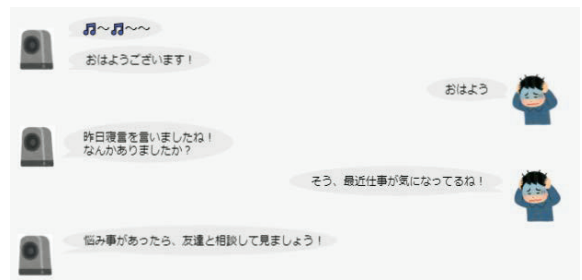 🎵～🎵～～
おはようございます！
おはよう
昨日寝言を言いましたね！
なんかありましたか？
そう、最近仕事が気になってるね！
悩み事があったら、友達と相談して見ましょう！